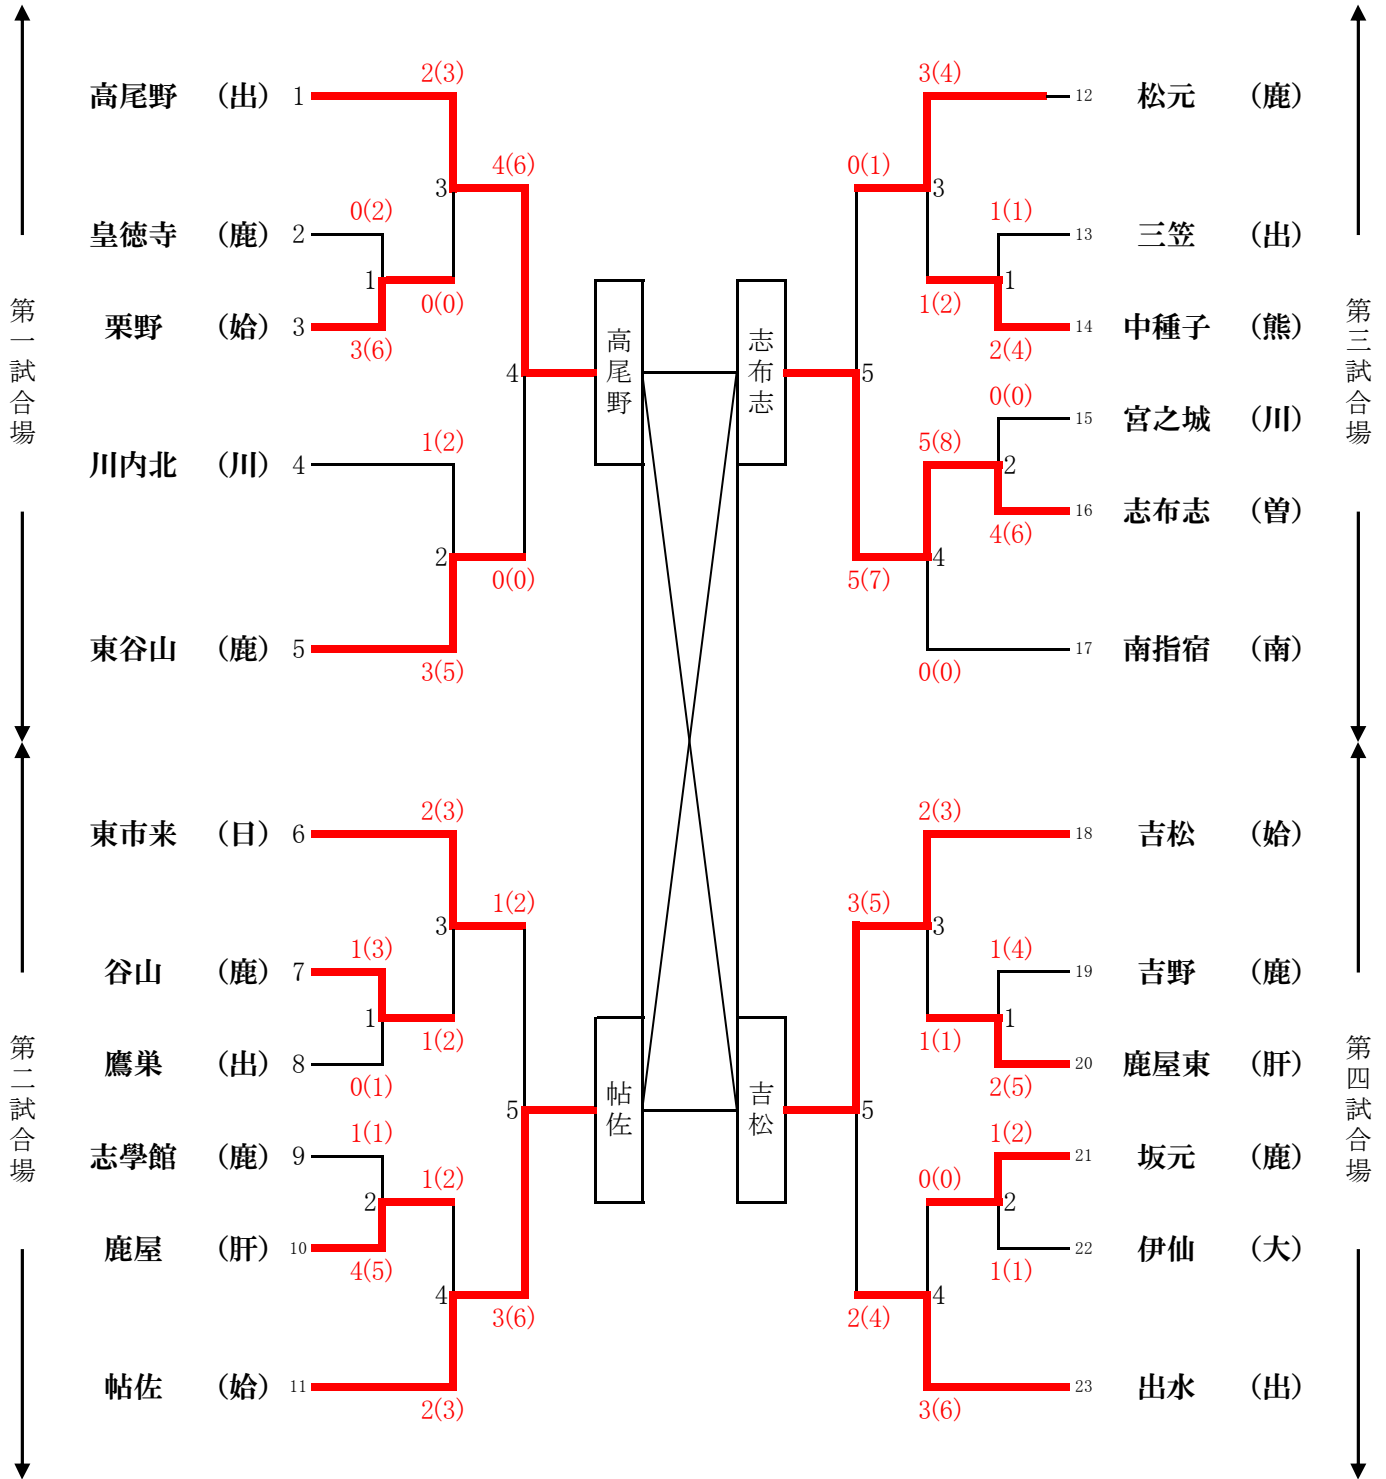 2(3)
高尾野 （出） 1
4(6)
3
0(2)
皇徳寺 （鹿） 2
1
0(0)
栗野 （姶） 3
3(6)
4
1(2)
川内北 （川） 4
2
0(0)
東谷山 （鹿） 5
3(5)
第一試合場
2(3)
東市来 （日） 6
1(2)
3
1(3)
谷山 （鹿） 7
1
1(2)
鷹巣 （出） 8
0(1)
5
1(1)
志學館 （鹿） 9
1(2)
2
鹿屋 （肝） 10
4(5)
4
3(6)
帖佐 （姶） 11
2(3)
第二試合場
高尾野
志布志
帖佐
吉松
3(4)
12 松元 （鹿）
0(1)
3
1(1)
13 三笠 （出）
1
1(2)
14 中種子 （熊）
2(4)
5
0(0)
15 宮之城 （川）
5(8)
2
16 志布志 （曽）
4(6)
4
5(7)
17 南指宿 （南）
0(0)
第三試合場
2(3)
18 吉松 （姶）
3(5)
3
1(4)
19 吉野 （鹿）
1
1(1)
20 鹿屋東 （肝）
2(5)
5
1(2)
21 坂元 （鹿）
0(0)
2
22 伊仙 （大）
1(1)
4
2(4)
23 出水 （出）
3(6)
第四試合場